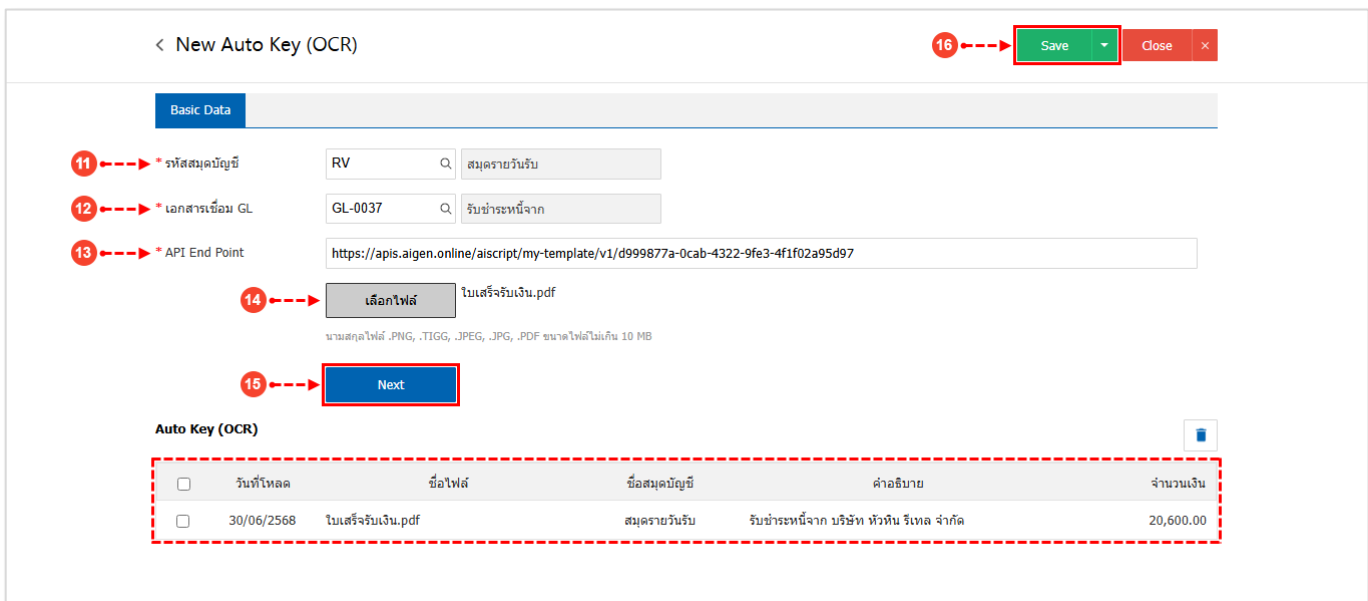 < New Auto Key (OCR)
16
Save
Close ×
Basic Data
11 * รหัสสมุดบัญชี RV สมุดรายวันรับ
12 * เอกสารเชื่อม GL GL-0037 รับชำระหนี้จาก
13 * API End Point https://apis.aigen.online/aiscript/my-template/v1/d999877a-0cab-4322-9fe3-4f1f02a95d97
14 เลือกไฟล์ ใบเสร็จรับเงิน.pdf
นามสกุลไฟล์ .PNG, .TIGG, .JPEG, .JPG, .PDF ขนาดไฟล์ไม่เกิน 10 MB
15 Next
Auto Key (OCR)
วันที่โหลด ชื่อไฟล์ ชื่อสมุดบัญชี คำอธิบาย จำนวนเงิน
30/06/2568 ใบเสร็จรับเงิน.pdf สมุดรายวันรับ รับชำระหนี้จาก บริษัท หัวหิน รีเทล จำกัด 20,600.00